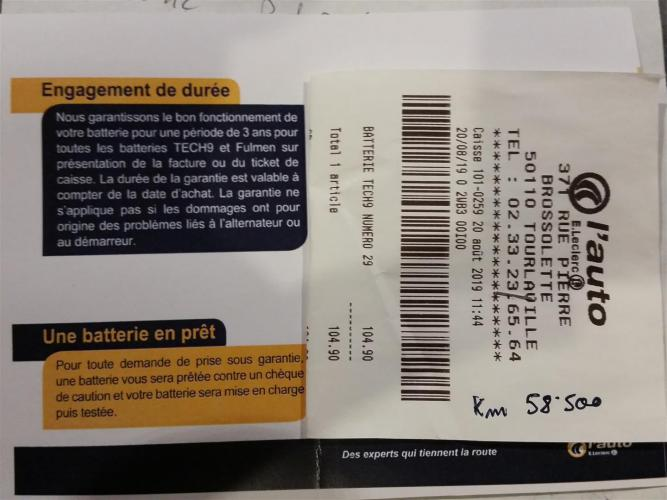 Engagement de durée
Nous garantissons le bon fonctionnement de
votre batterie pour une période de 3 ans pour
toutes les batteries TECH9 et Fulmen sur
présentation de la facture ou du ticket de
caisse. La durée de la garantie est valable à
compter de la date d'achat. La garantie ne
s'applique pas si les dommages ont pour
origine des problèmes liés à l'alternateur ou
au démarreur.
Une batterie en prêt
Pour toute demande de prise sous garantie,
une batterie vous sera prêtée contre un chèque
de caution et votre batterie sera mise en charge
puis testée.
Des experts qui tiennent la route
l'auto
E.Leclerc
l'auto
E.Leclerc
371 RUE PIERRE
BROSSOLETTE
50110 TOURLAVILLE
TEL : 02.33.23.65.64
**********************
Caisse 101-0259 20 août 2019 11:44
20/08/19 0 2WB3 00100
BATTERIE TECH9 NUMERO 29 104.90
----------
Total 1 article 104.90
Km 58.500